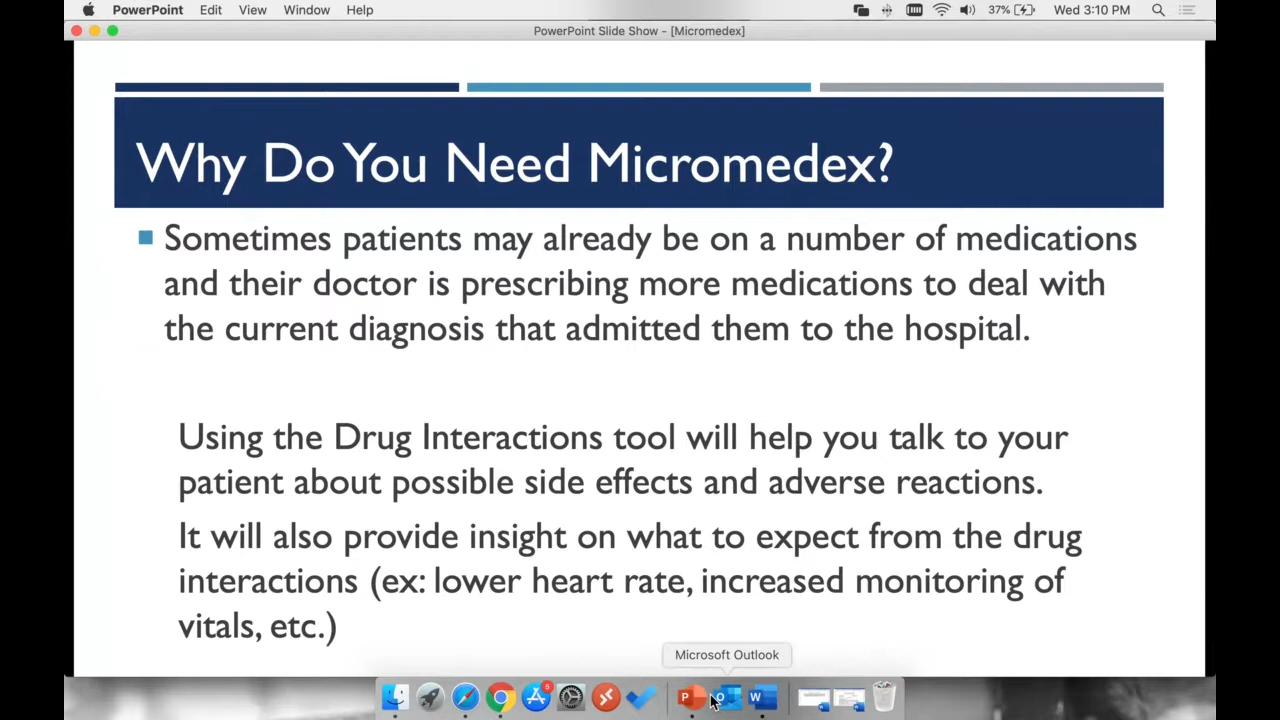 PowerPoint Edit View Window Help 37% Wed 3:10 PM
PowerPoint Slide Show - [Micromedex]
Why Do You Need Micromedex?
Sometimes patients may already be on a number of medications
and their doctor is prescribing more medications to deal with
the current diagnosis that admitted them to the hospital.
Using the Drug Interactions tool will help you talk to your
patient about possible side effects and adverse reactions.
It will also provide insight on what to expect from the drug
interactions (ex: lower heart rate, increased monitoring of
vitals, etc.)
Microsoft Outlook